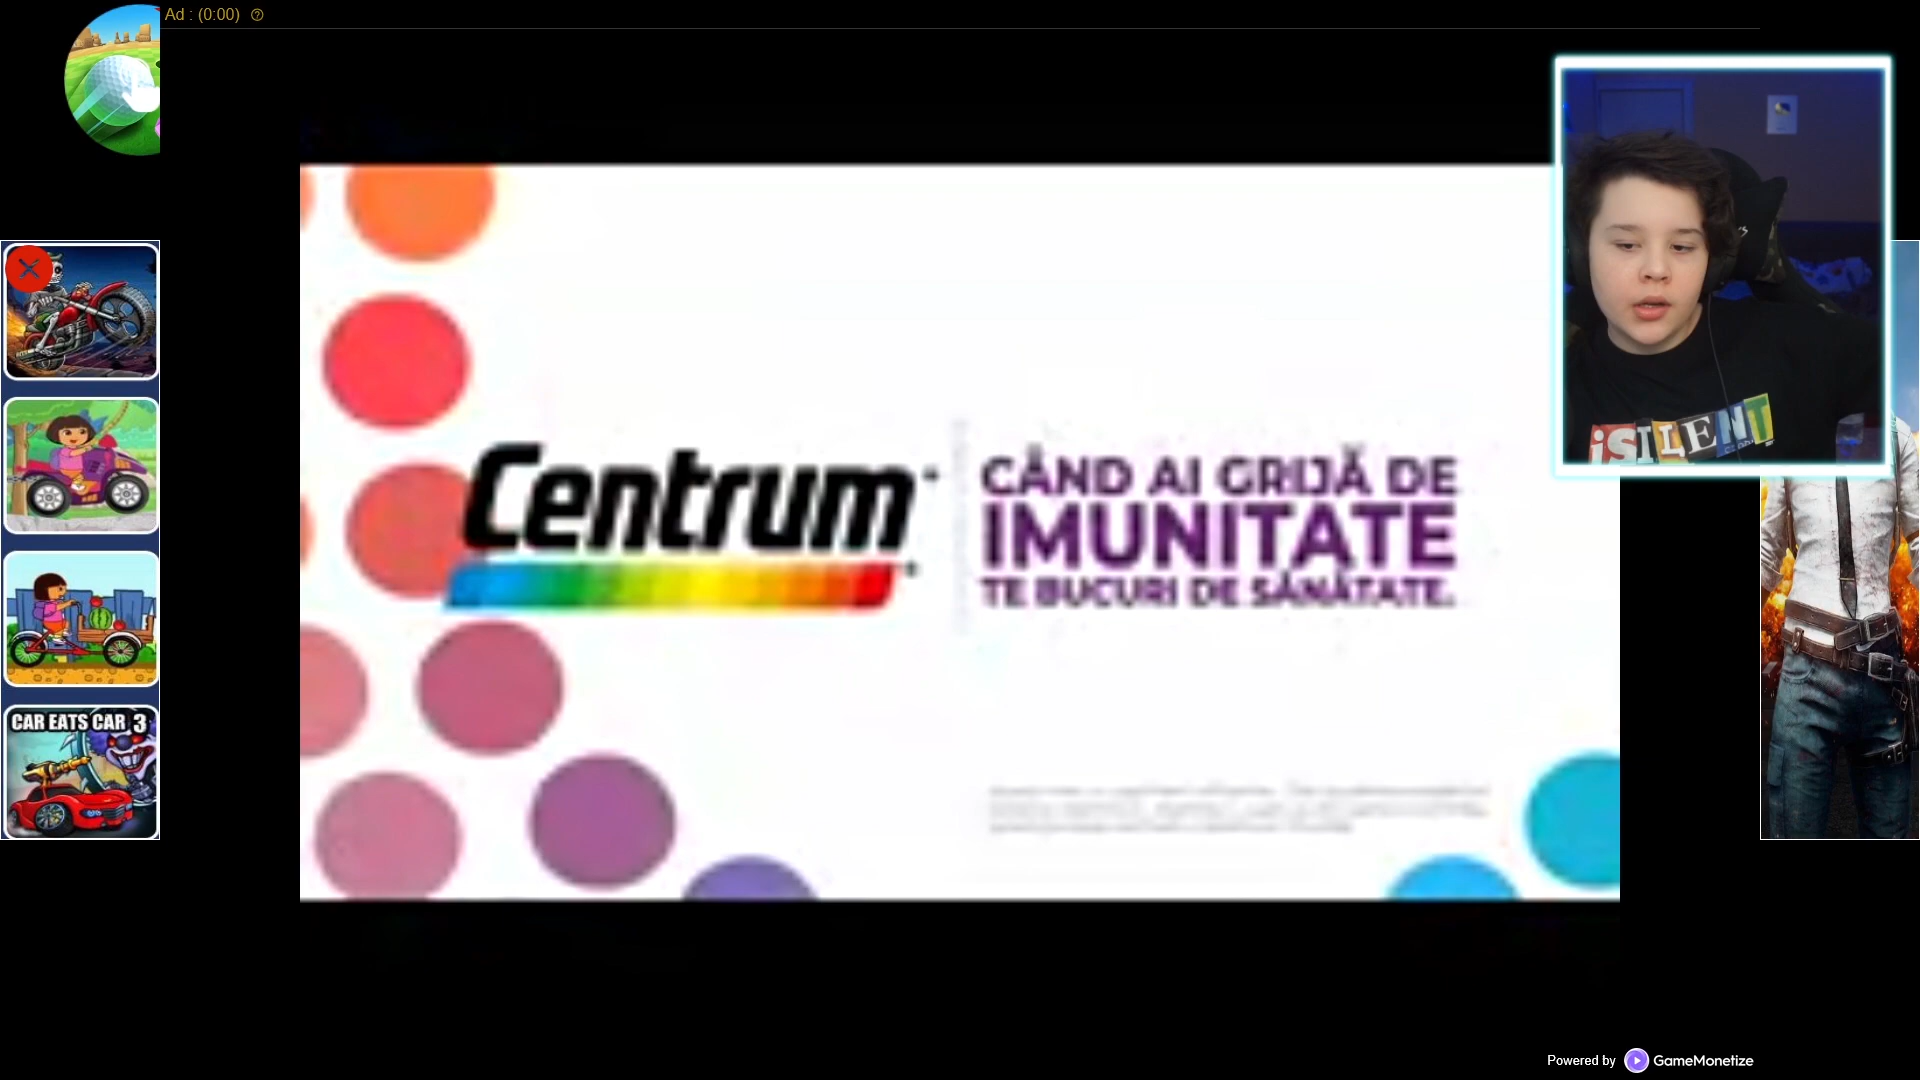 Ad : (0:00)
Centrum
CÂND AI GRIJĂ DE
IMUNITATE
TE BUCURI DE SĂNĂTATE.
iSILENT
CAR EATS CAR 3
Powered by GameMonetize